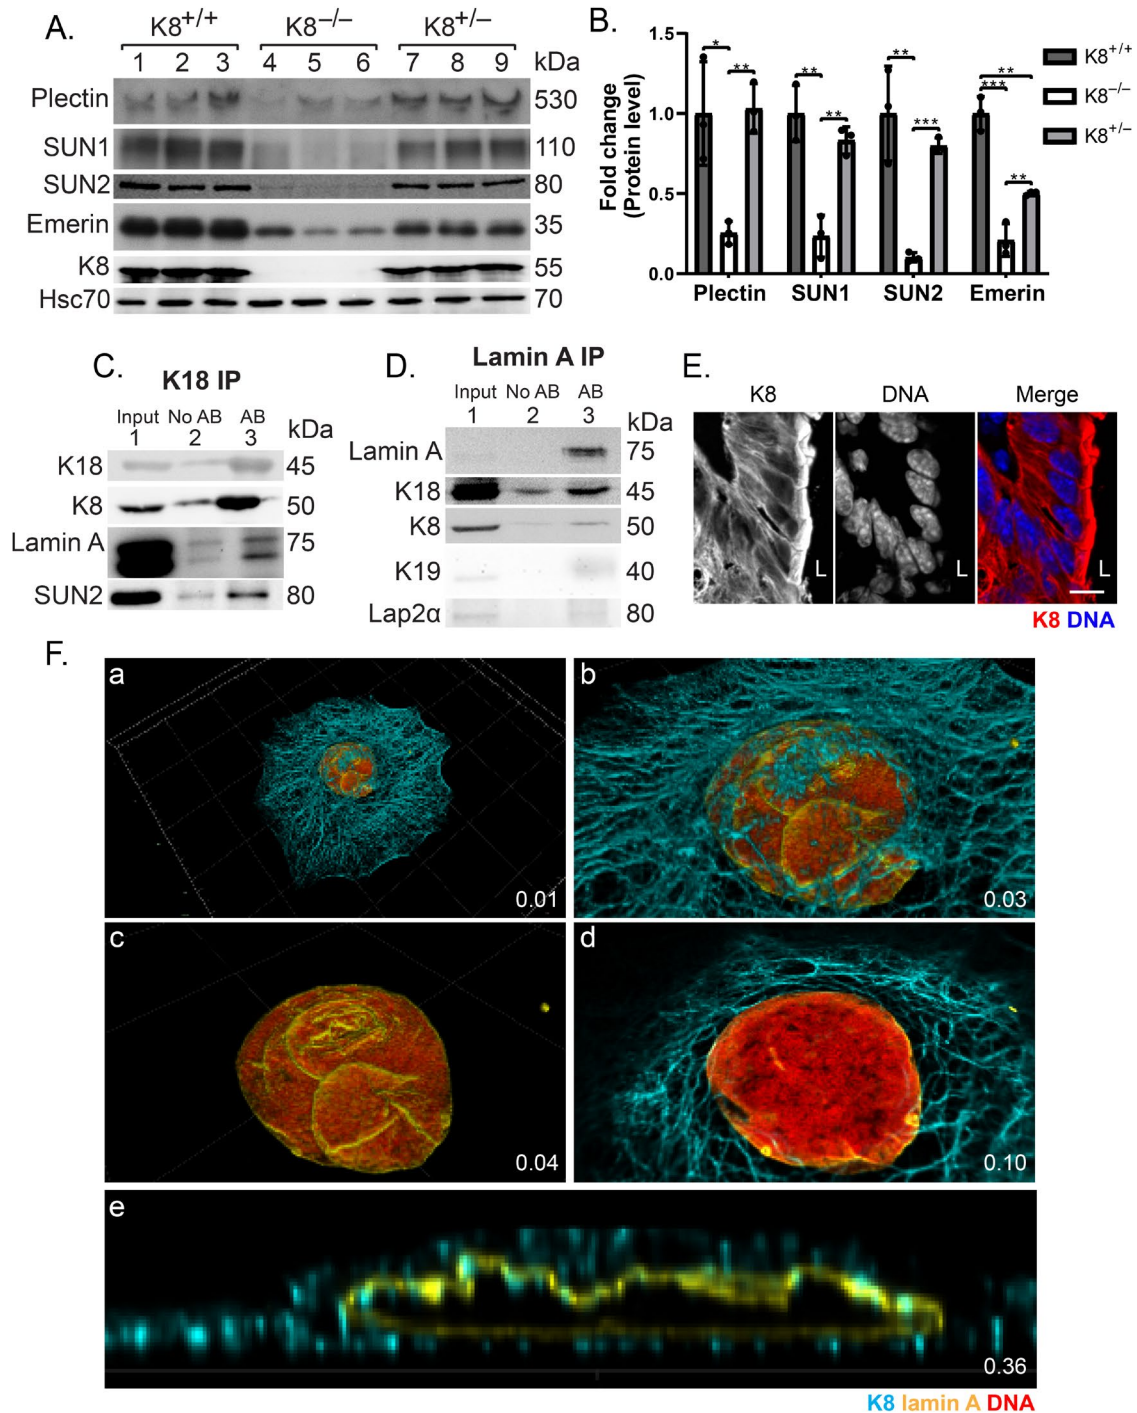 A.
K8+/+ K8–/– K8+/–
1 2 3 4 5 6 7 8 9 kDa
Plectin 530
SUN1 110
SUN2 80
Emerin 35
K8 55
Hsc70 70
B.
Fold change
(Protein level)
1.5
1.0
0.5
0.0
* ** ** ** ** *** *** ** **
Plectin SUN1 SUN2 Emerin
K8+/+
K8–/–
K8+/–
C.
K18 IP
Input No AB AB
1 2 3 kDa
K18 45
K8 50
Lamin A 75
SUN2 80
D.
Lamin A IP
Input No AB AB
1 2 3 kDa
Lamin A 75
K18 45
K8 50
K19 40
Lap2α 80
E.
K8 DNA Merge
L L L
K8 DNA
F.
a 0.01
b 0.03
c 0.04
d 0.10
e 0.36
K8 lamin A DNA